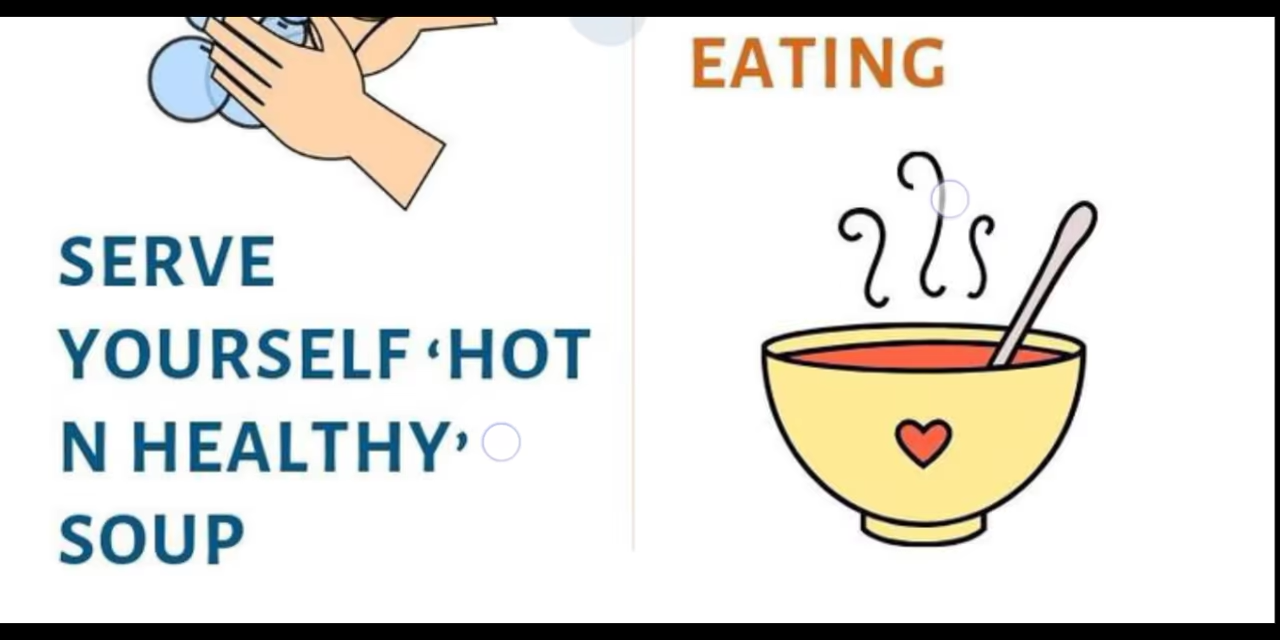 SERVE
YOURSELF ‘HOT
N HEALTHY’
SOUP
EATING